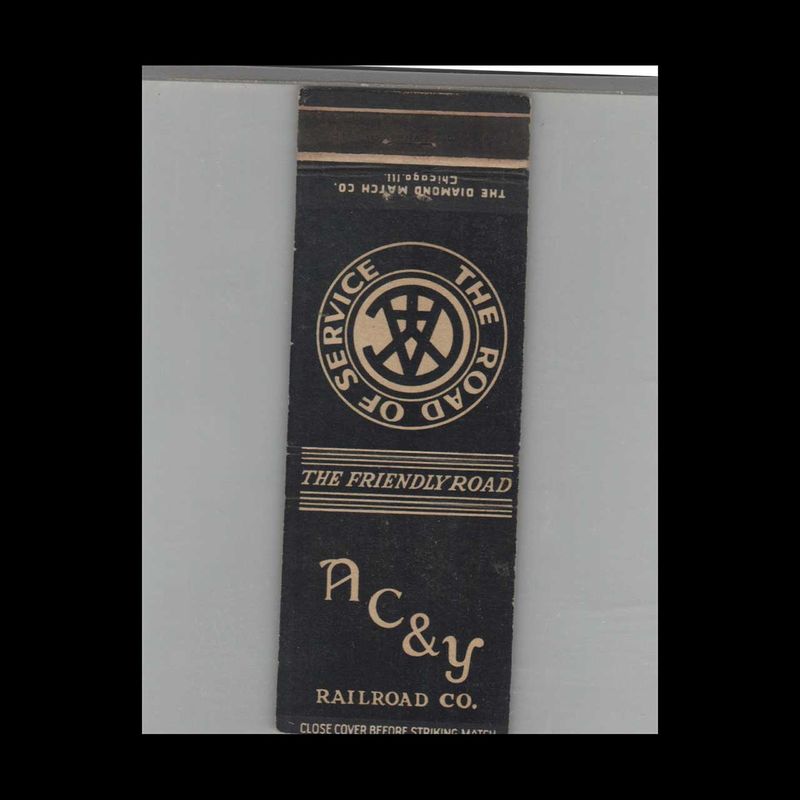 THE DIAMOND MATCH CO.
Chicago, Ill.
THE ROAD OF SERVICE
THE FRIENDLY ROAD
AC&Y
RAILROAD CO.
CLOSE COVER BEFORE STRIKING MATCH